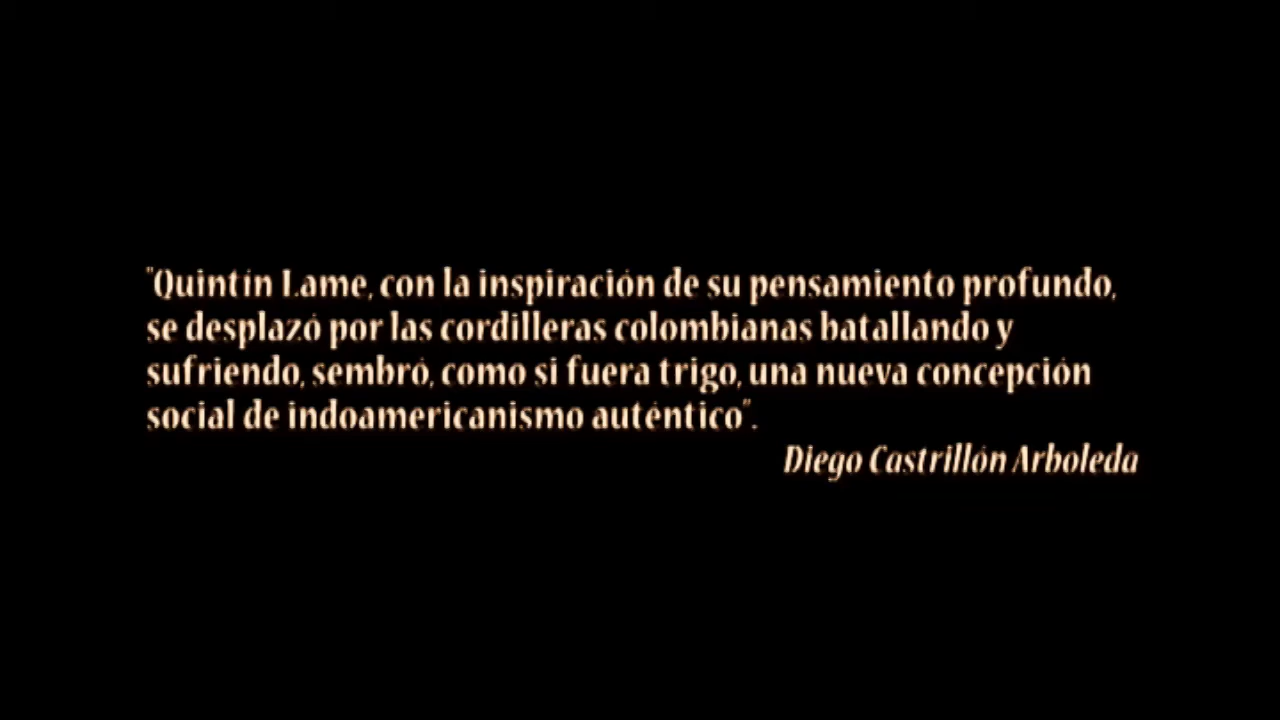 "Quintín Lame, con la inspiración de su pensamiento profundo,
se desplazó por las cordilleras colombianas batallando y
sufriendo, sembró, como si fuera trigo, una nueva concepción
social de indoamericanismo auténtico".
Diego Castrillón Arboleda